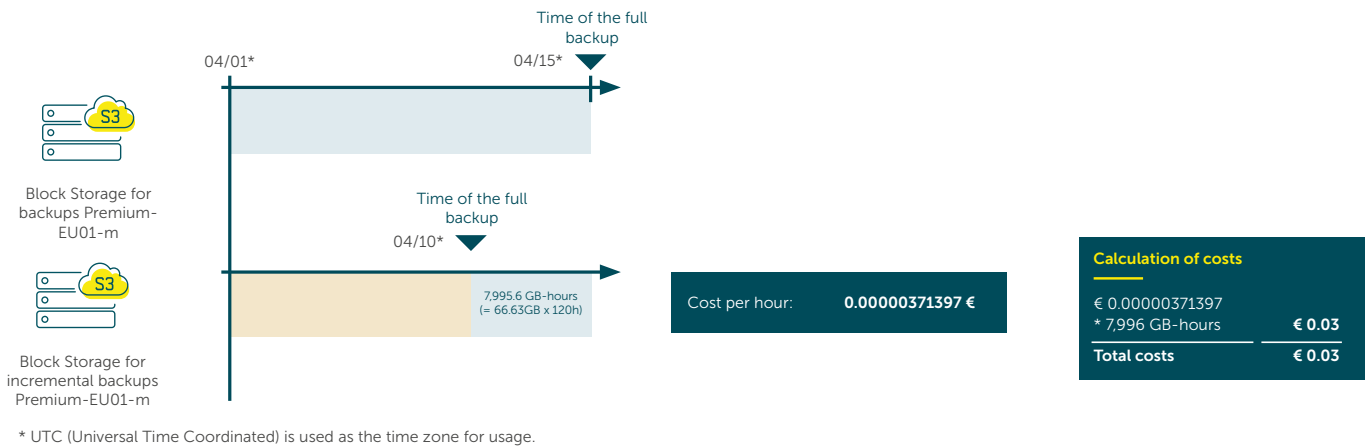 Time of the full
backup
04/01*
04/15*
S3
Block Storage for
backups Premium-
EU01-m
Time of the full
backup
04/10*
S3
7,995.6 GB-hours
(= 66.63GB x 120h)
Block Storage for
incremental backups
Premium-EU01-m
Cost per hour: 0.00000371397 €
Calculation of costs
€ 0.00000371397
* 7,996 GB-hours € 0.03
Total costs € 0.03
* UTC (Universal Time Coordinated) is used as the time zone for usage.